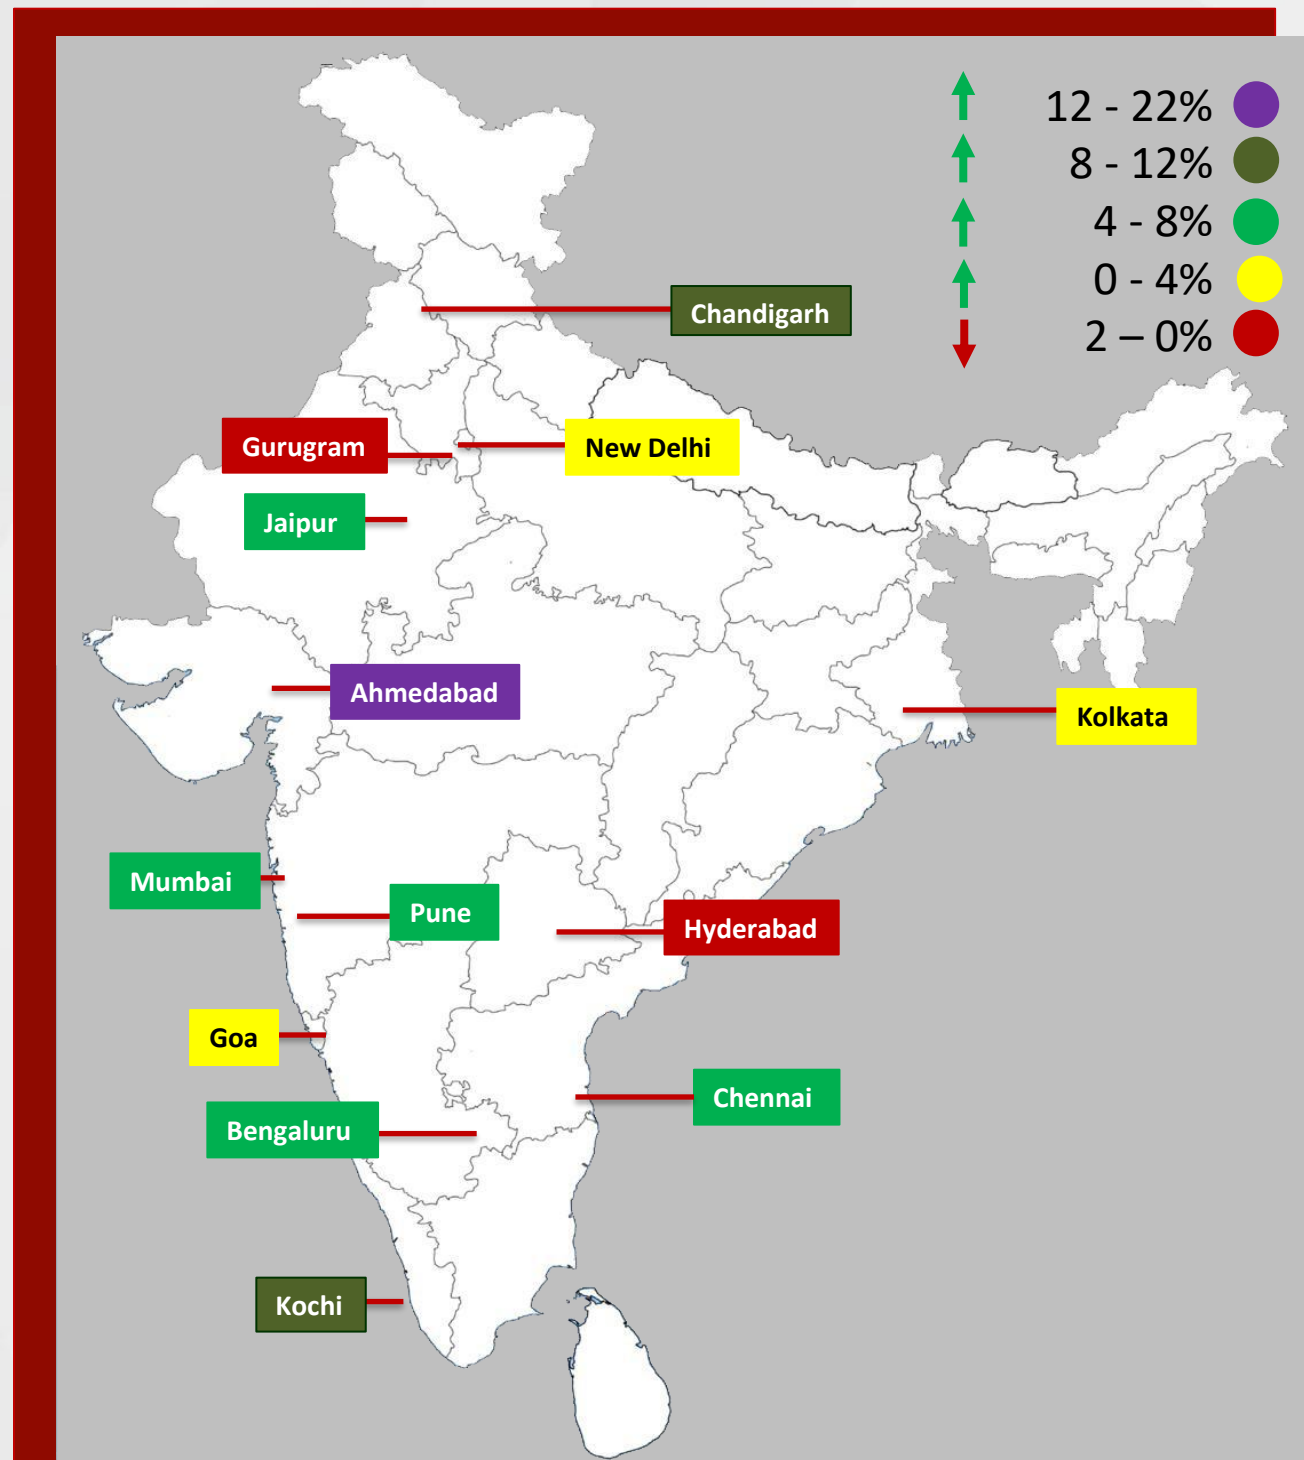 12 - 22%
8 - 12%
4 - 8%
0 - 4%
2 – 0%
Chandigarh
Gurugram
New Delhi
Jaipur
Ahmedabad
Kolkata
Mumbai
Pune
Hyderabad
Goa
Chennai
Bengaluru
Kochi